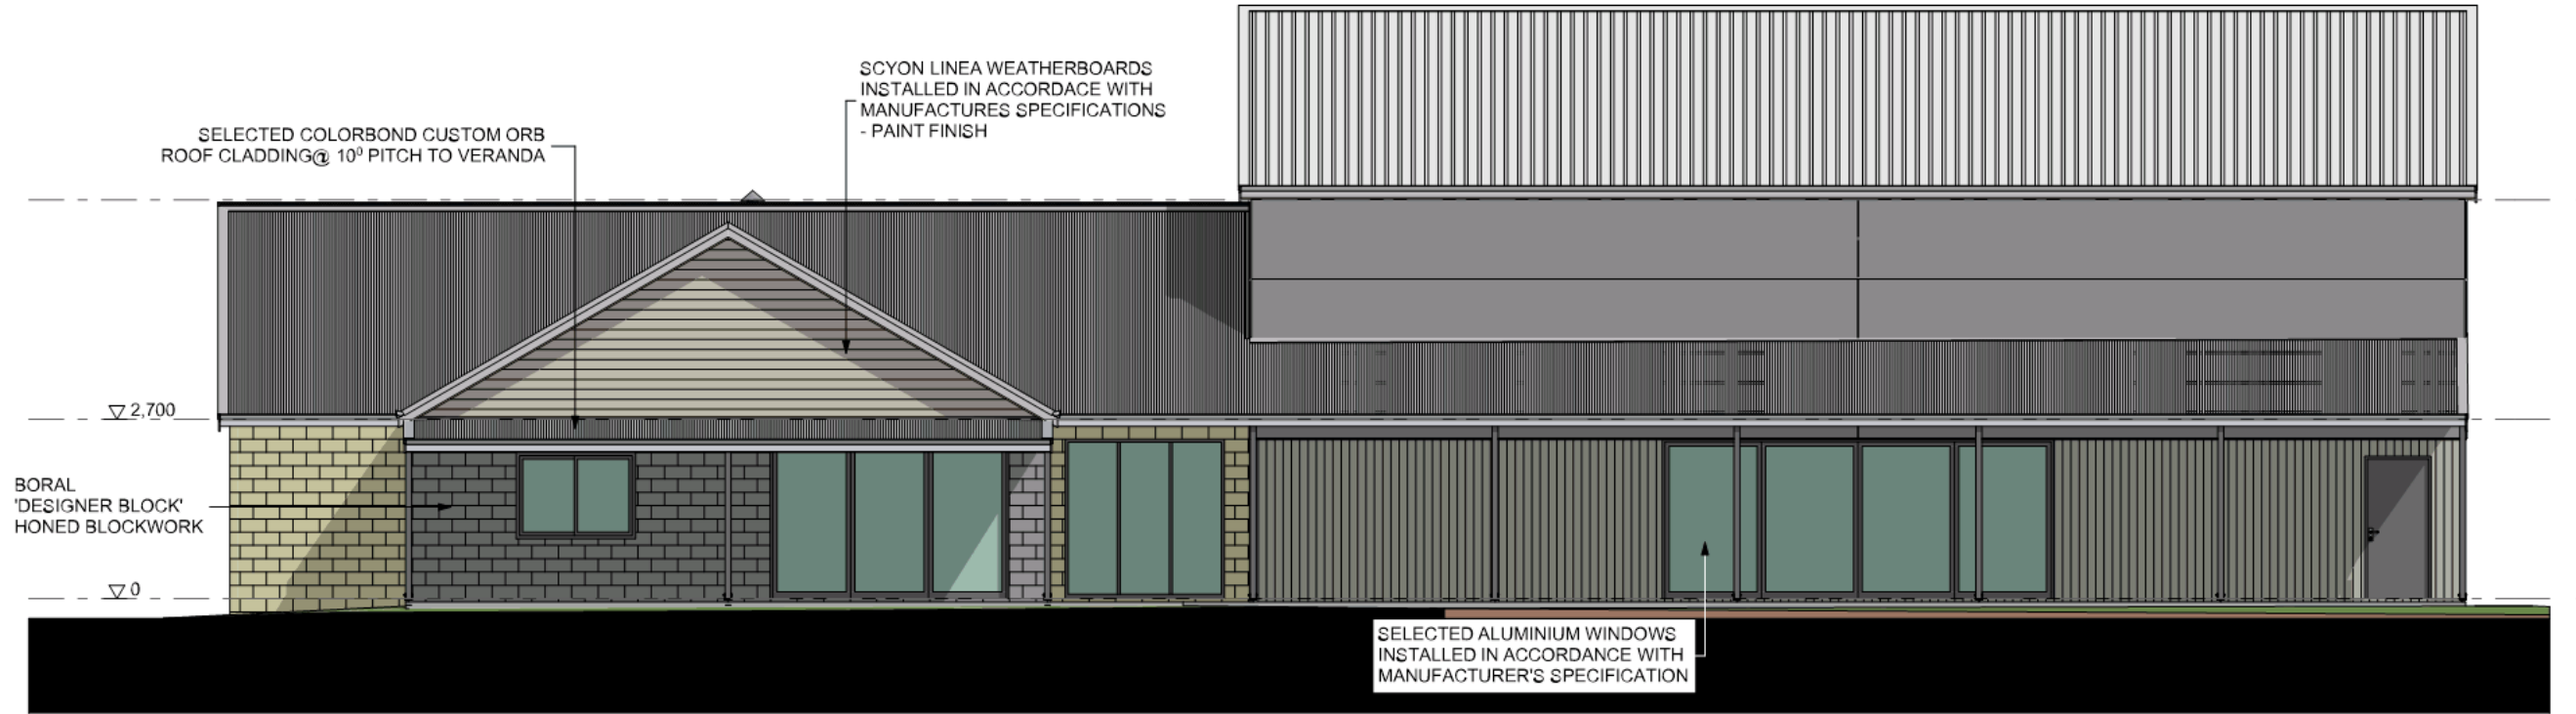 SCYON LINEA WEATHERBOARDS
INSTALLED IN ACCORDACE WITH
MANUFACTURES SPECIFICATIONS
- PAINT FINISH
SELECTED COLORBOND CUSTOM ORB
ROOF CLADDING@ 10⁰ PITCH TO VERANDA
2,700
BORAL
'DESIGNER BLOCK'
HONED BLOCKWORK
0
SELECTED ALUMINIUM WINDOWS
INSTALLED IN ACCORDANCE WITH
MANUFACTURER'S SPECIFICATION